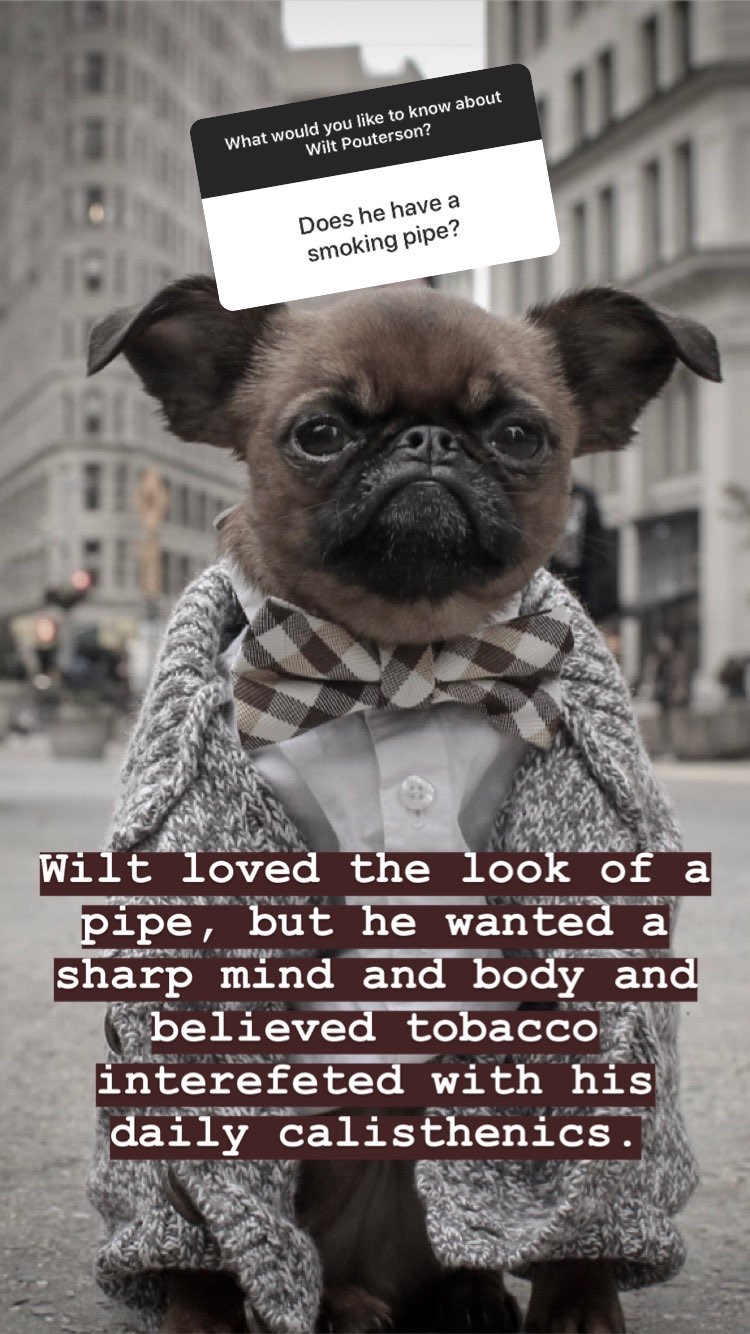 What would you like to know about
Wilt Pouterson?
Does he have a
smoking pipe?
Wilt loved the look of a
pipe, but he wanted a
sharp mind and body and
believed tobacco
interefeted with his
daily calisthenics.